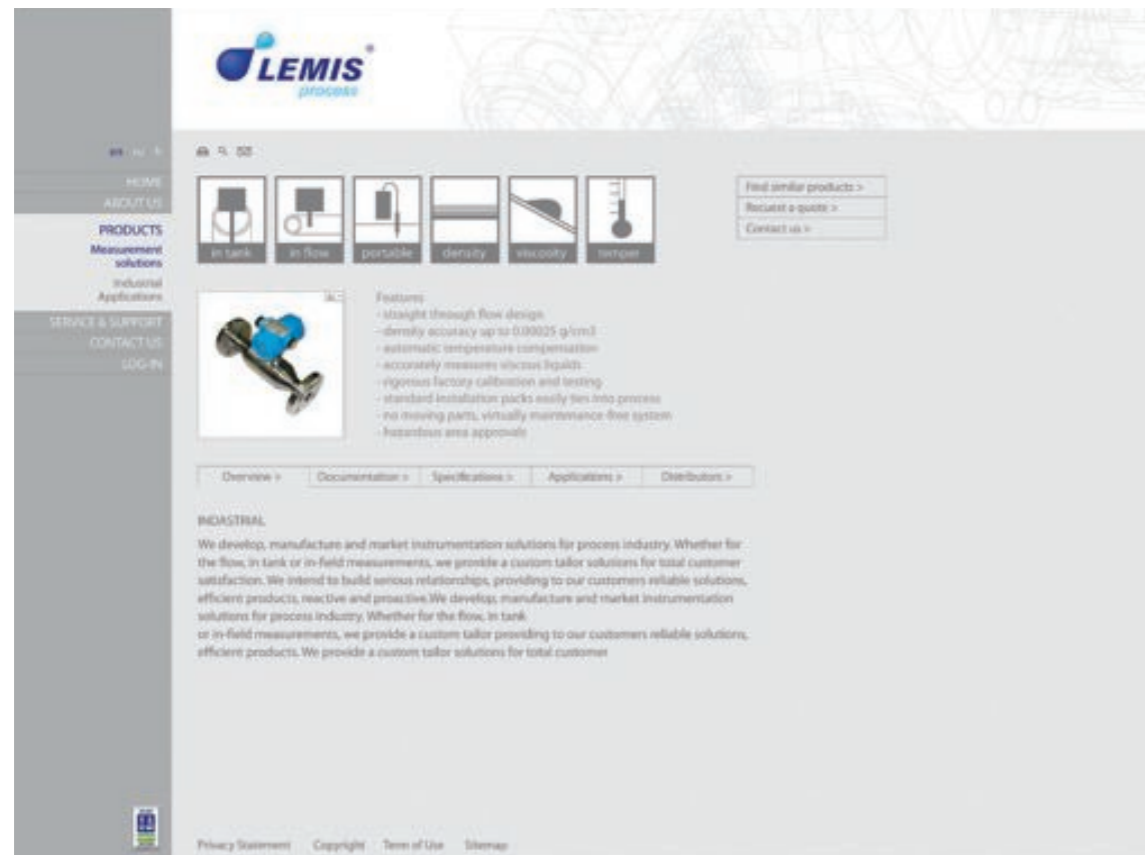 LEMIS®
process
en ru fr
HOME
ABOUT US
PRODUCTS
Measurement
solutions
Industrial
Applications
SERVICE & SUPPORT
CONTACT US
LOG-IN
in tank in flow portable density viscosity temper
Find similar products >
Recuest a quote >
Contact us >
Features
- straight through flow design
- density accuracy up to 0.00025 g/cm3
- automatic temperature compensation
- accurately measures viscous liquids
- vigorous factory calibration and testing
- standard installation packs easily ties into process
- no moving parts, virtually maintenance-free system
- hazardous area approvals
Overview > Documentation > Specifications > Applications > Distributors >
INDASTRIAL
We develop, manufacture and market instrumentation solutions for process industry. Whether for
the flow, in tank or in-field measurements, we provide a custom tailor solutions for total customer
satisfaction. We intend to build serious relationships, providing to our customers reliable solutions,
efficient products, reactive and proactive.We develop, manufacture and market instrumentation
solutions for process industry. Whether for the flow, in tank
or in-field measurements, we provide a custom tailor providing to our customers reliable solutions,
efficient products. We provide a custom tailor solutions for total customer
Privacy Statement Copyright Term of Use Sitemap